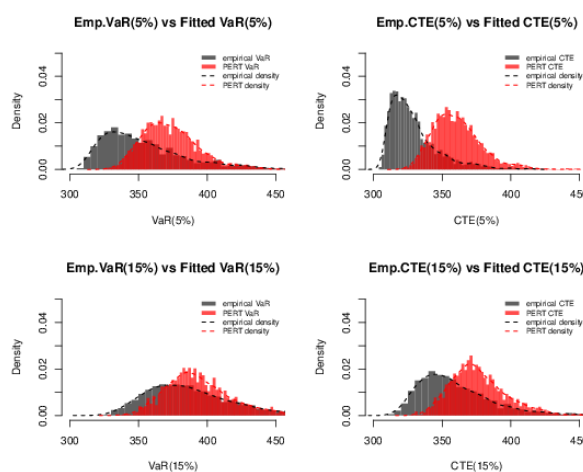 Emp.VaR(5%) vs Fitted VaR(5%)
empirical VaR
PERT VaR
empirical density
PERT density
Density
0.00 0.02 0.04
300 350 400 450
VaR(5%)
Emp.CTE(5%) vs Fitted CTE(5%)
empirical CTE
PERT CTE
empirical density
PERT density
Density
0.00 0.02 0.04
300 350 400 450
CTE(5%)
Emp.VaR(15%) vs Fitted VaR(15%)
empirical VaR
PERT VaR
empirical density
PERT density
Density
0.00 0.02 0.04
300 350 400 450
VaR(15%)
Emp.CTE(15%) vs Fitted CTE(15%)
empirical CTE
PERT CTE
empirical density
PERT density
Density
0.00 0.02 0.04
300 350 400 450
CTE(15%)